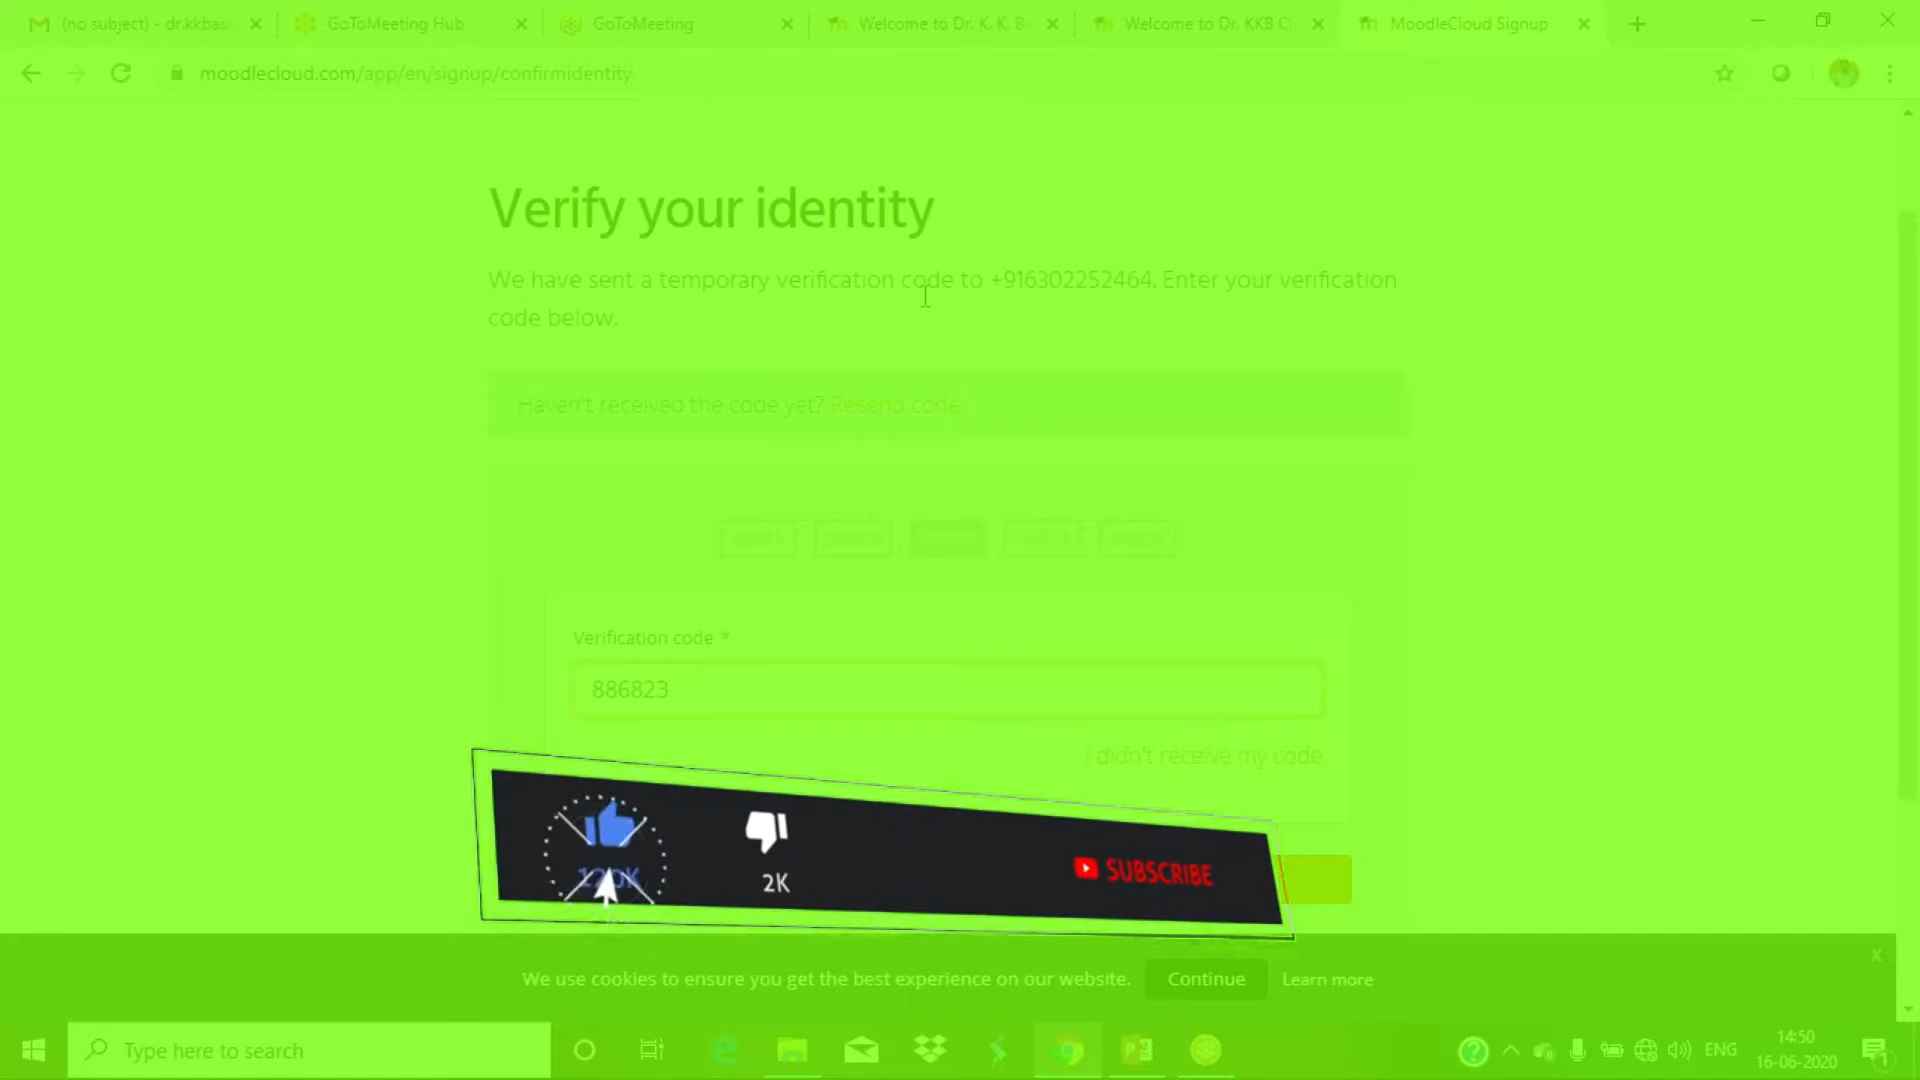 (no subject) - dr.kkbas
GoToMeeting Hub
GoToMeeting
Welcome to Dr. K. K. B
Welcome to Dr. KKB C
MoodleCloud Signup
moodlecloud.com/app/en/signup/confirmidentity
Verify your identity
We have sent a temporary verification code to +916302252464. Enter your verification
code below.
Haven't received the code yet? Resend code
Verification code *
886823
I didn't receive my code
2K
SUBSCRIBE
We use cookies to ensure you get the best experience on our website.
Continue
Learn more
x
Type here to search
ENG
14:50
16-06-2020